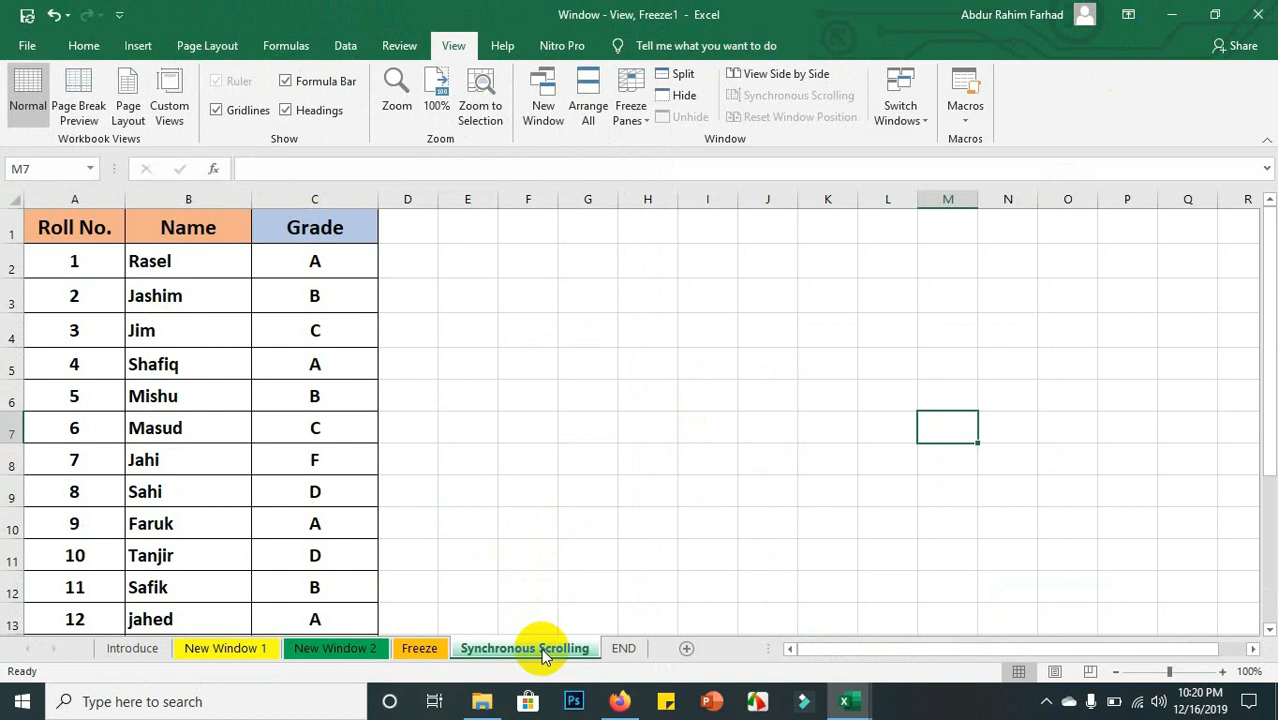 Window - View, Freeze:1 - Excel
Abdur Rahim Farhad
File Home Insert Page Layout Formulas Data Review View Help Nitro Pro Tell me what you want to do Share
Normal
Page Break Preview
Page Layout
Custom Views
Workbook Views
Ruler
Formula Bar
Gridlines
Headings
Show
Zoom
100%
Zoom to Selection
Zoom
New Window
Arrange All
Freeze Panes
Split
Hide
Unhide
View Side by Side
Synchronous Scrolling
Reset Window Position
Window
Switch Windows
Macros
Macros
M7 fx
A B C D E F G H I J K L M N O P Q R
1 Roll No. Name Grade
2 1 Rasel A
3 2 Jashim B
4 3 Jim C
5 4 Shafiq A
6 5 Mishu B
7 6 Masud C
8 7 Jahi F
9 8 Sahi D
10 9 Faruk A
11 10 Tanjir D
12 11 Safik B
13 12 jahed A
Introduce New Window 1 New Window 2 Freeze Synchronous Scrolling END
Ready 100%
Type here to search
Ps
10:20 PM
12/16/2019